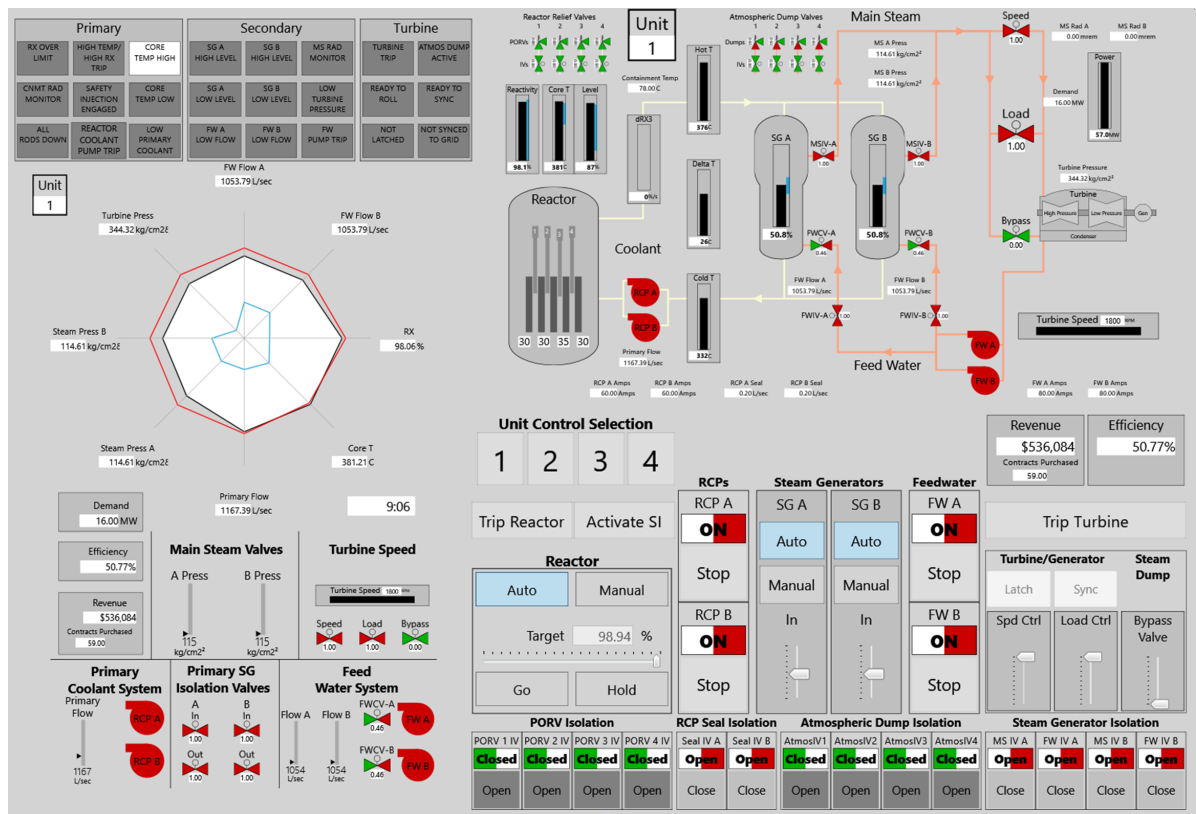 Primary
Secondary
Turbine
RX OVER LIMIT
HIGH TEMP/ HIGH RX TRIP
CORE TEMP HIGH
SG A HIGH LEVEL
SG B HIGH LEVEL
MS RAD MONITOR
TURBINE TRIP
ATMOS DUMP ACTIVE
CNMT RAD MONITOR
SAFETY INJECTION ENGAGED
CORE TEMP LOW
SG A LOW LEVEL
SG B LOW LEVEL
LOW TURBINE PRESSURE
READY TO ROLL
READY TO SYNC
ALL RODS DOWN
REACTOR COOLANT PUMP TRIP
LOW PRIMARY COOLANT
FW A LOW FLOW
FW B LOW FLOW
FW PUMP TRIP
NOT LATCHED
NOT SYNCED TO GRID
Unit
1
FW Flow A
1053.79 L/sec
Turbine Press
344.32 kg/cm2
FW Flow B
1053.79 L/sec
Steam Press B
114.61 kg/cm2
RX
98.06 %
Steam Press A
114.61 kg/cm2
Core T
381.21 C
Primary Flow
1167.39 L/sec
9:06
Reactor Relief Valves
1 2 3 4
PORVs
IVs
Unit
1
Atmospheric Dump Valves
1 2 3 4
Dumps
IVs
Main Steam
Speed
1.00
MS Rad A
0.00 mrem
MS Rad B
0.00 mrem
MS A Press
114.61 kg/cm²
MS B Press
114.61 kg/cm²
Containment Temp
78.00 C
Hot T
376C
Power
57.0MW
Demand
16.00 MW
Reactivity
98.1%
Core T
381C
Level
87%
dRX3
0%/s
Load
1.00
SG A
50.8%
SG B
50.8%
MSIV-A
1.00
MSIV-B
1.00
Delta T
26C
Turbine Pressure
344.32 kg/cm²
Turbine
High Pressure
Low Pressure
Gen
Condenser
Bypass
0.00
Reactor
1 2 3 4
30 30 35 30
Coolant
FWCV-A
0.46
FWCV-B
0.46
Cold T
332C
RCP A
RCP B
Primary Flow
1167.39 L/sec
FW Flow A
1053.79 L/sec
FW Flow B
1053.79 L/sec
FWIV-A
1.00
FWIV-B
1.00
Turbine Speed 1800 RPM
FW A
FW B
Feed Water
RCP A Amps
60.00 Amps
RCP B Amps
60.00 Amps
RCP A Seal
0.20 L/sec
RCP B Seal
0.20 L/sec
FW A Amps
80.00 Amps
FW B Amps
80.00 Amps
Unit Control Selection
1 2 3 4
Revenue
$536,084
Contracts Purchased
59.00
Efficiency
50.77%
Trip Reactor
Activate SI
Reactor
Auto
Manual
Target 98.94 %
Go
Hold
RCPs
RCP A
ON
Stop
RCP B
ON
Stop
Steam Generators
SG A
Auto
Manual
In
SG B
Auto
Manual
In
Feedwater
FW A
ON
Stop
FW B
ON
Stop
Trip Turbine
Turbine/Generator
Latch
Sync
Spd Ctrl
Load Ctrl
Steam Dump
Bypass Valve
Demand
16.00 MW
Efficiency
50.77%
Revenue
$536,084
Contracts Purchased
59.00
Main Steam Valves
A Press
115
kg/cm²
B Press
115
kg/cm²
Turbine Speed
Turbine Speed 1800 RPM
Speed
1.00
Load
1.00
Bypass
0.00
Primary Coolant System
Primary Flow
1167
L/sec
RCP A
RCP B
Primary SG Isolation Valves
A
In
1.00
Out
1.00
B
In
1.00
Out
1.00
Feed Water System
Flow A
1054
L/sec
Flow B
1054
L/sec
FWCV-A
0.46
FWCV-B
0.46
FW A
FW B
PORV Isolation
PORV 1 IV
Closed
Open
PORV 2 IV
Closed
Open
PORV 3 IV
Closed
Open
PORV 4 IV
Closed
Open
RCP Seal Isolation
Seal IV A
Open
Close
Seal IV B
Open
Close
Atmospheric Dump Isolation
AtmosIV1
Closed
Open
AtmosIV2
Closed
Open
AtmosIV3
Closed
Open
AtmosIV4
Closed
Open
Steam Generator Isolation
MS IV A
Open
Close
FW IV A
Open
Close
MS IV B
Open
Close
FW IV B
Open
Close